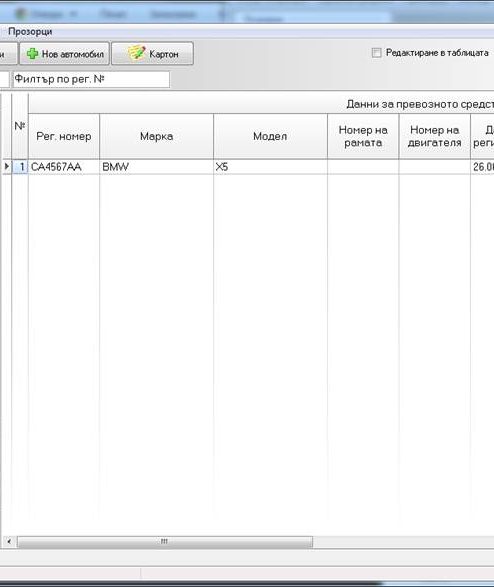 Прозорци
и
Нов автомобил
Картон
Редактиране в таблицата
Филтър по рег. №
Данни за превозното средст
№
Рег. номер
Марка
Модел
Номер на рамата
Номер на двигателя
Д
реги
1 CA4567AA BMW X5 26.0